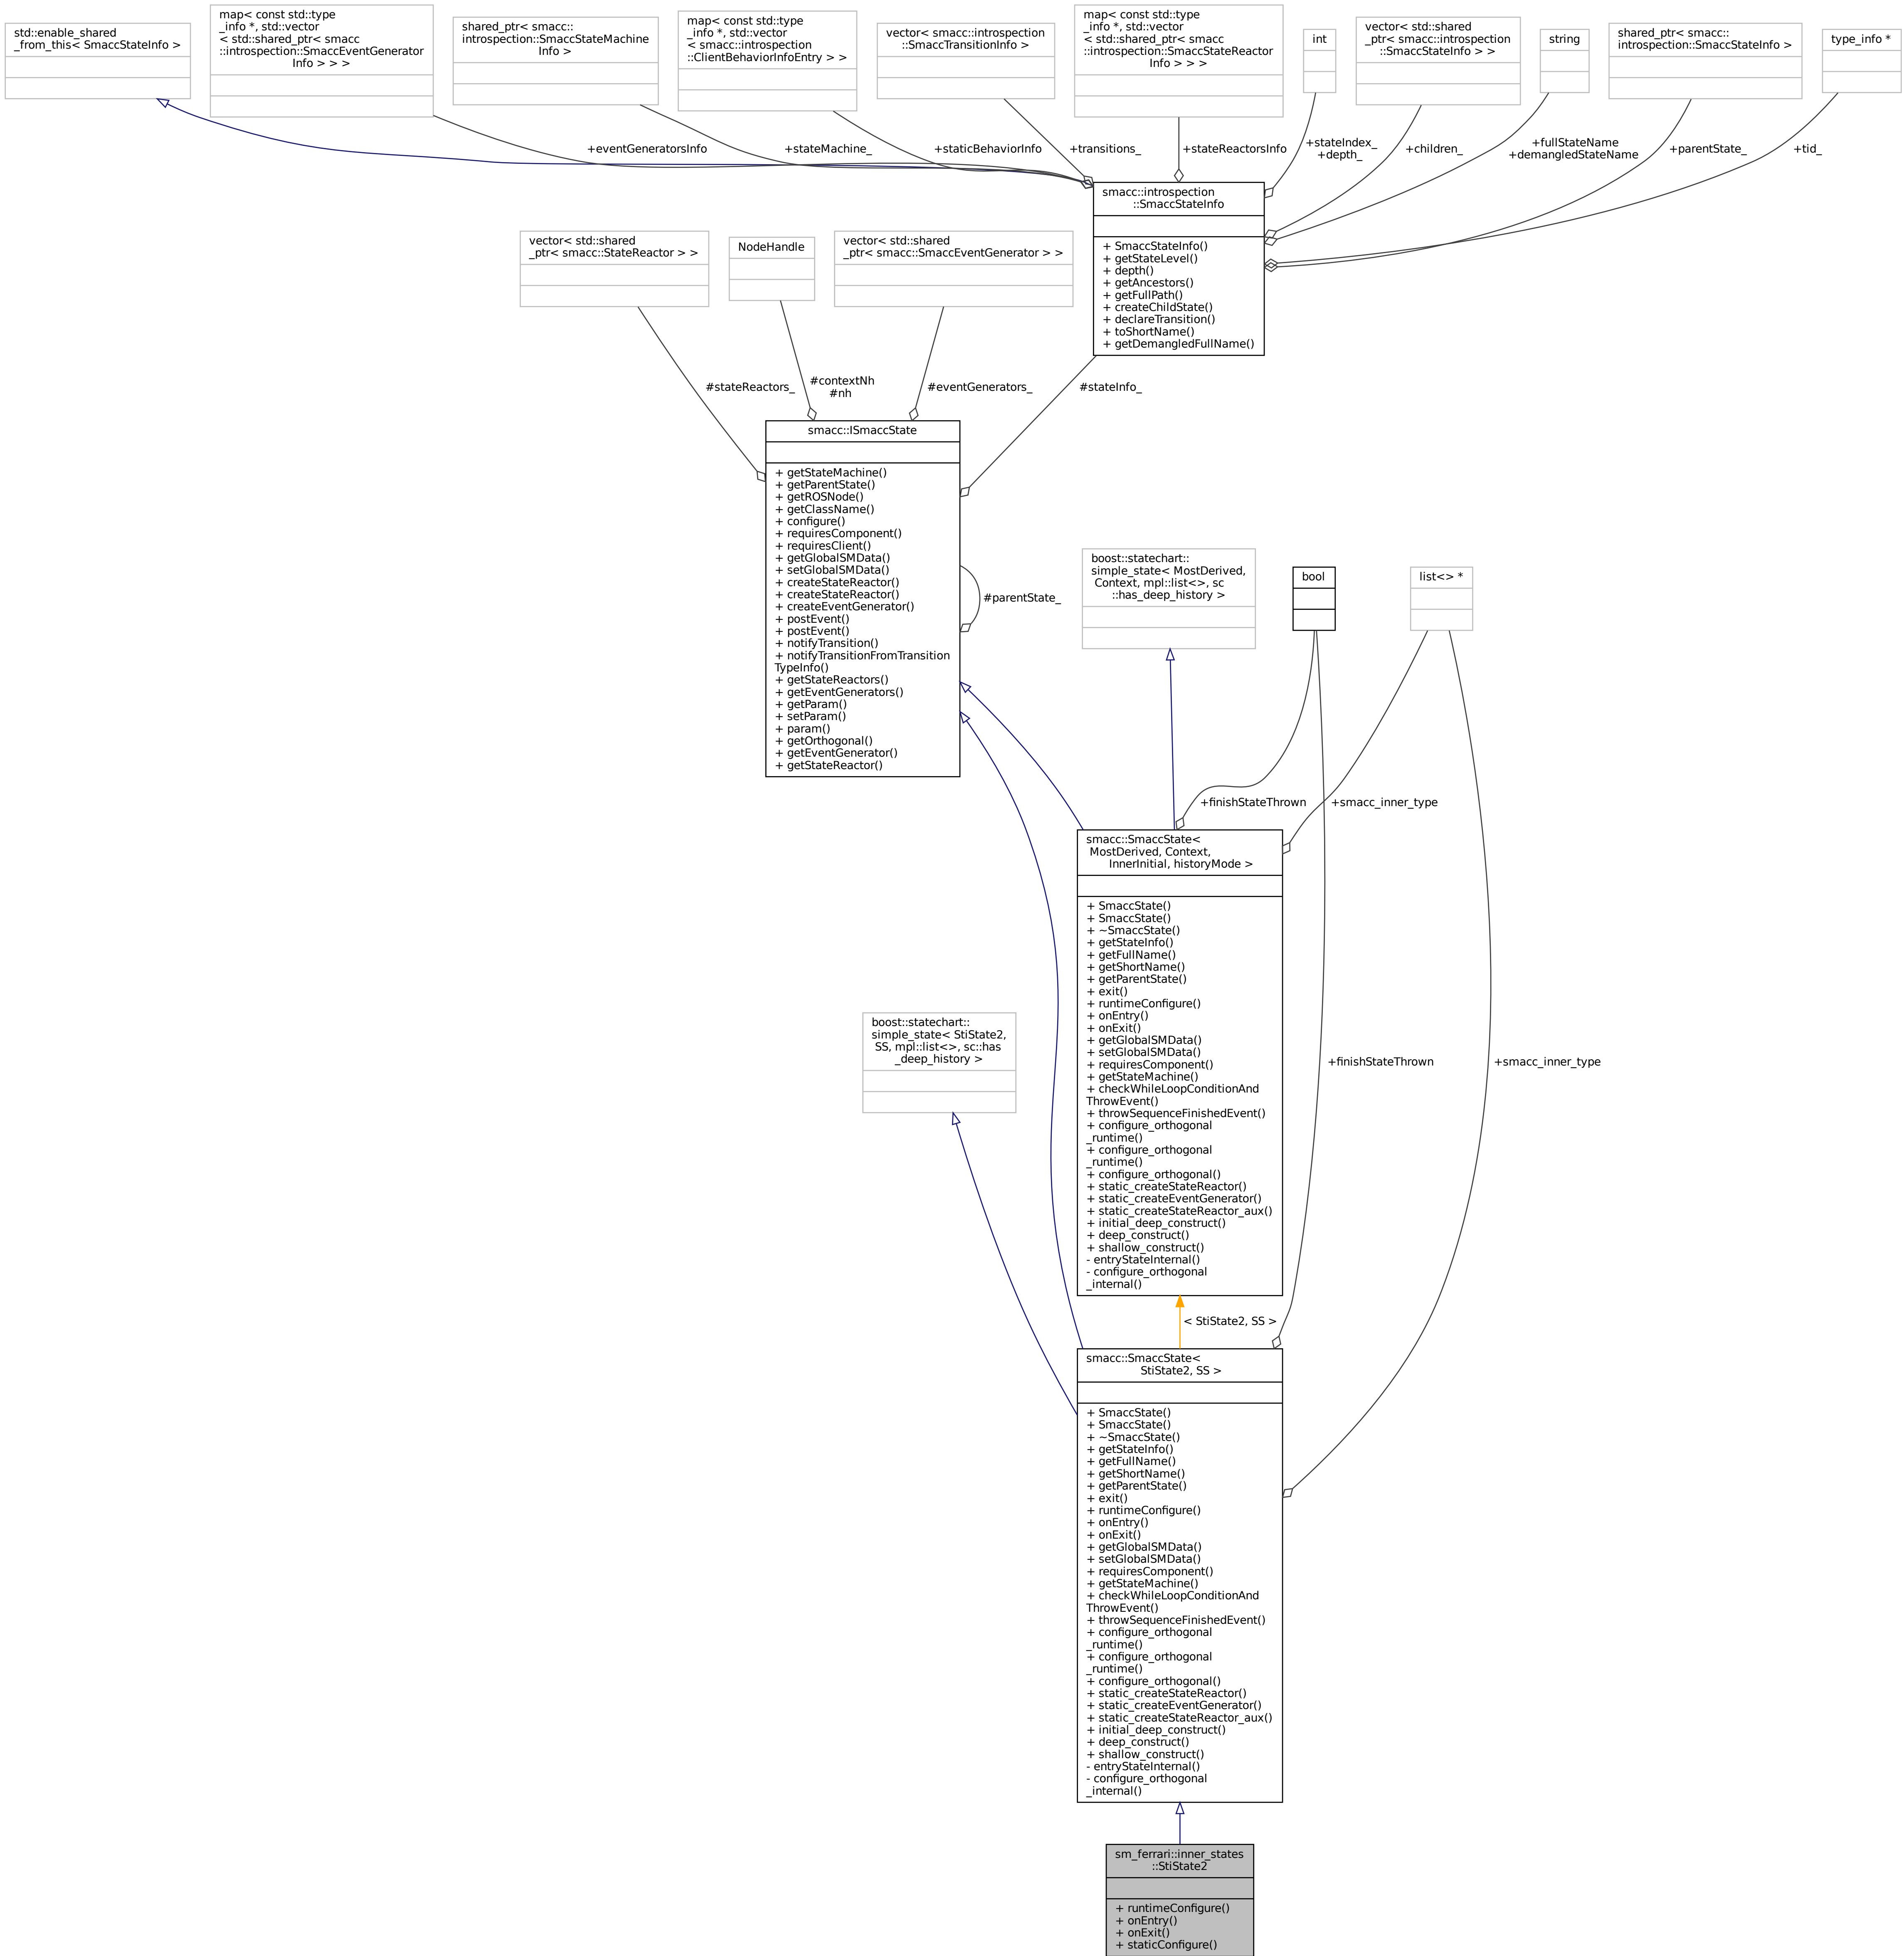 std::enable_shared
_from_this< SmaccStateInfo >
map< const std::type
_info *, std::vector
< std::shared_ptr< smacc
::introspection::SmaccEventGenerator
Info > > >
shared_ptr< smacc::
introspection::SmaccStateMachine
Info >
map< const std::type
_info *, std::vector
< smacc::introspection
::ClientBehaviorInfoEntry > >
vector< smacc::introspection
::SmaccTransitionInfo >
map< const std::type
_info *, std::vector
< std::shared_ptr< smacc
::introspection::SmaccStateReactor
Info > > >
int
vector< std::shared
_ptr< smacc::introspection
::SmaccStateInfo > >
string
shared_ptr< smacc::
introspection::SmaccStateInfo >
type_info *
+eventGeneratorsInfo
+stateMachine_
+staticBehaviorInfo
+transitions_
+stateReactorsInfo
+stateIndex_
+depth_
+children_
+fullStateName
+demangledStateName
+parentState_
+tid_
smacc::introspection
::SmaccStateInfo
+ SmaccStateInfo()
+ getStateLevel()
+ depth()
+ getAncestors()
+ getFullPath()
+ createChildState()
+ declareTransition()
+ toShortName()
+ getDemangledFullName()
vector< std::shared
_ptr< smacc::StateReactor > >
NodeHandle
vector< std::shared
_ptr< smacc::SmaccEventGenerator > >
#stateReactors_
#contextNh
#nh
#eventGenerators_
#stateInfo_
smacc::ISmaccState
+ getStateMachine()
+ getParentState()
+ getROSNode()
+ getClassName()
+ configure()
+ requiresComponent()
+ requiresClient()
+ getGlobalSMData()
+ setGlobalSMData()
+ createStateReactor()
+ createStateReactor()
+ createEventGenerator()
+ postEvent()
+ postEvent()
+ notifyTransition()
+ notifyTransitionFromTransition
TypeInfo()
+ getStateReactors()
+ getEventGenerators()
+ getParam()
+ setParam()
+ param()
+ getOrthogonal()
+ getEventGenerator()
+ getStateReactor()
#parentState_
boost::statechart::
simple_state< MostDerived,
Context, mpl::list<>, sc
::has_deep_history >
bool
list<> *
+finishStateThrown
+smacc_inner_type
smacc::SmaccState<
MostDerived, Context,
InnerInitial, historyMode >
+ SmaccState()
+ SmaccState()
+ ~SmaccState()
+ getStateInfo()
+ getFullName()
+ getShortName()
+ getParentState()
+ exit()
+ runtimeConfigure()
+ onEntry()
+ onExit()
+ getGlobalSMData()
+ setGlobalSMData()
+ requiresComponent()
+ getStateMachine()
+ checkWhileLoopConditionAnd
ThrowEvent()
+ throwSequenceFinishedEvent()
+ configure_orthogonal
_runtime()
+ configure_orthogonal
_runtime()
+ configure_orthogonal()
+ static_createStateReactor()
+ static_createEventGenerator()
+ static_createStateReactor_aux()
+ initial_deep_construct()
+ deep_construct()
+ shallow_construct()
- entryStateInternal()
- configure_orthogonal
_internal()
boost::statechart::
simple_state< StiState2,
SS, mpl::list<>, sc::has
_deep_history >
+finishStateThrown
+smacc_inner_type
< StiState2, SS >
smacc::SmaccState<
StiState2, SS >
+ SmaccState()
+ SmaccState()
+ ~SmaccState()
+ getStateInfo()
+ getFullName()
+ getShortName()
+ getParentState()
+ exit()
+ runtimeConfigure()
+ onEntry()
+ onExit()
+ getGlobalSMData()
+ setGlobalSMData()
+ requiresComponent()
+ getStateMachine()
+ checkWhileLoopConditionAnd
ThrowEvent()
+ throwSequenceFinishedEvent()
+ configure_orthogonal
_runtime()
+ configure_orthogonal
_runtime()
+ configure_orthogonal()
+ static_createStateReactor()
+ static_createEventGenerator()
+ static_createStateReactor_aux()
+ initial_deep_construct()
+ deep_construct()
+ shallow_construct()
- entryStateInternal()
- configure_orthogonal
_internal()
sm_ferrari::inner_states
::StiState2
+ runtimeConfigure()
+ onEntry()
+ onExit()
+ staticConfigure()